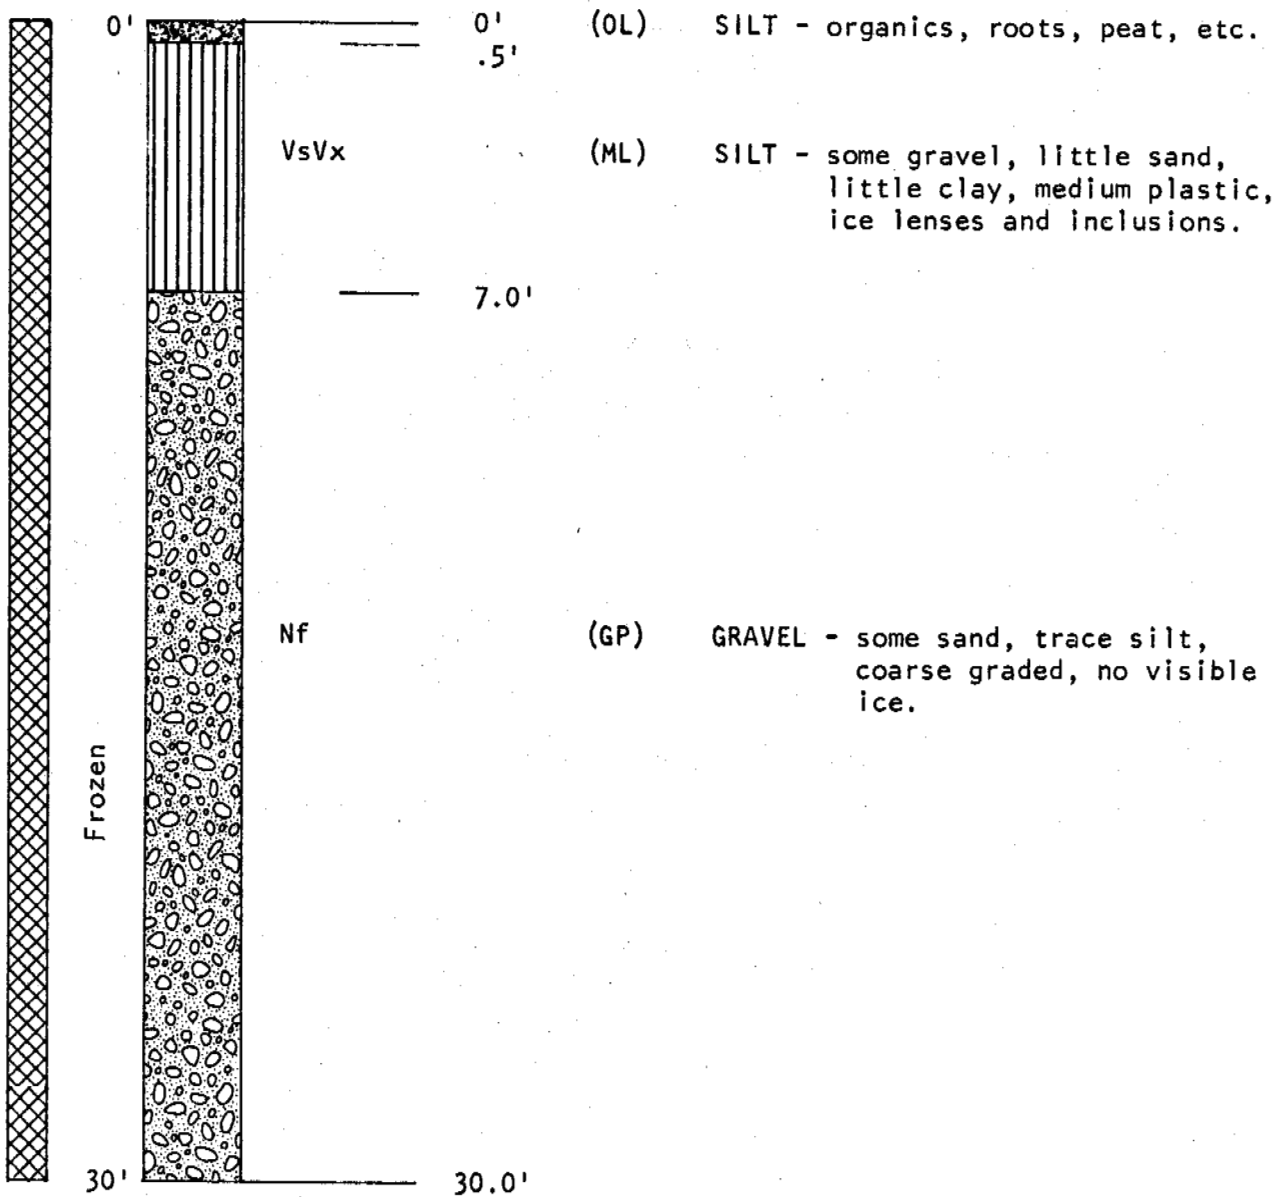 0' 0' (OL) SILT - organics, roots, peat, etc.
.5'
VsVx (ML) SILT - some gravel, little sand,
little clay, medium plastic,
ice lenses and inclusions.
7.0'
Nf (GP) GRAVEL - some sand, trace silt,
coarse graded, no visible
ice.
Frozen
30' 30.0'